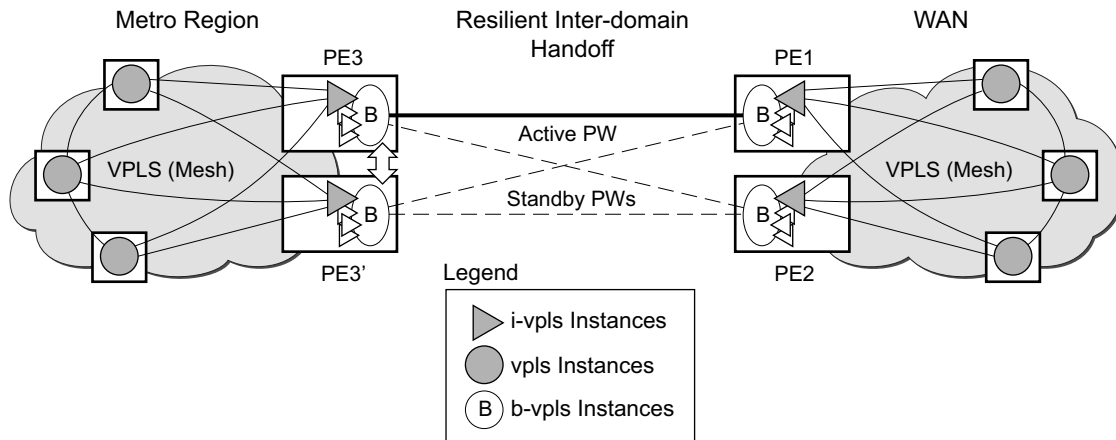 Metro Region
Resilient Inter-domain
Handoff
WAN
PE3
PE1
B
B
Active PW
VPLS (Mesh)
VPLS (Mesh)
Standby PWs
B
B
PE3’
PE2
Legend
i-vpls Instances
vpls Instances
B b-vpls Instances